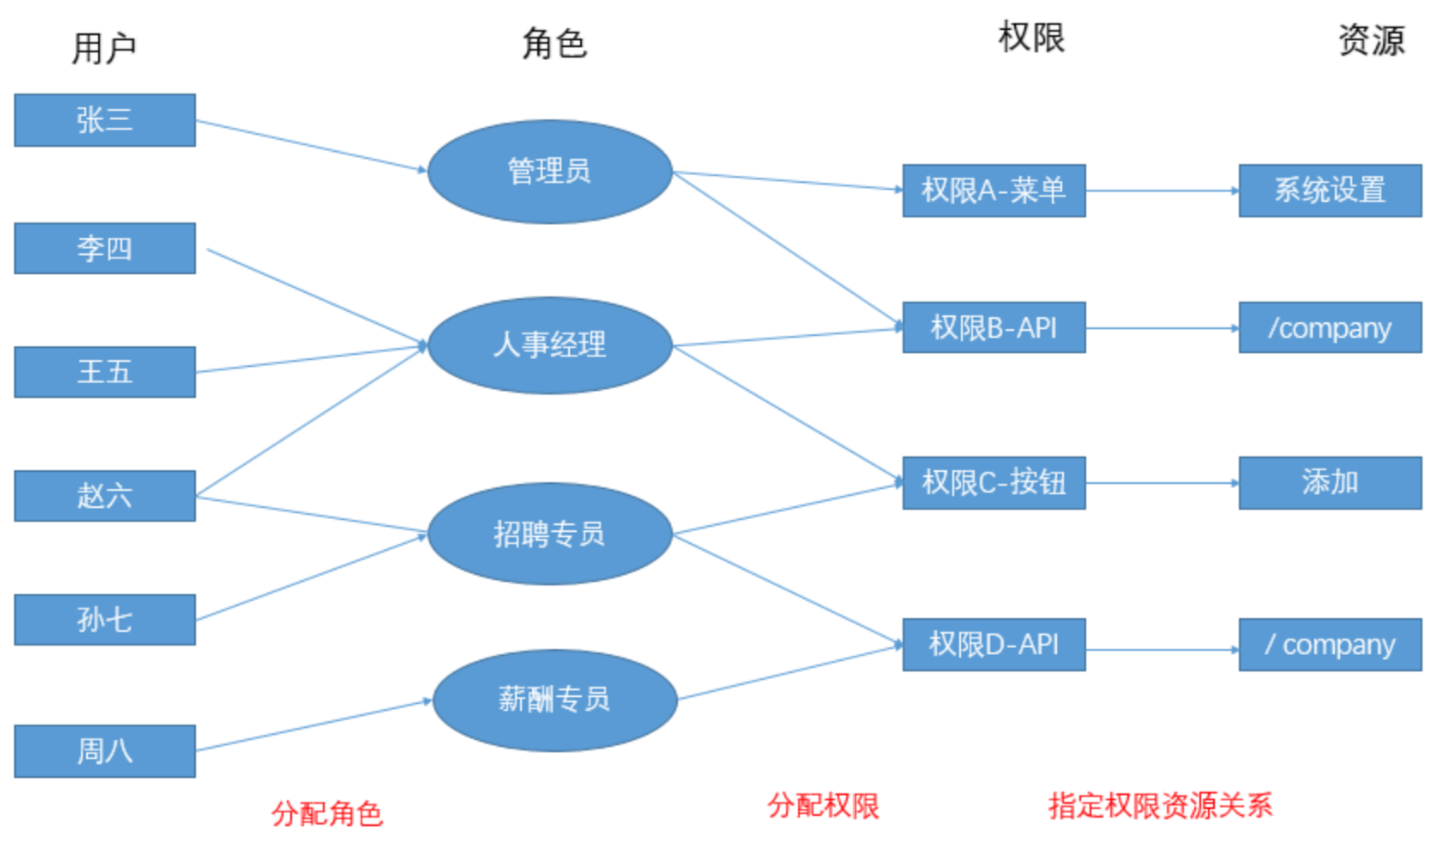 用户
角色
权限
资源
张三
管理员
权限A-菜单
系统设置
李四
人事经理
权限B-API
/company
王五
赵六
招聘专员
权限C-按钮
添加
孙七
薪酬专员
权限D-API
/ company
周八
分配角色
分配权限
指定权限资源关系